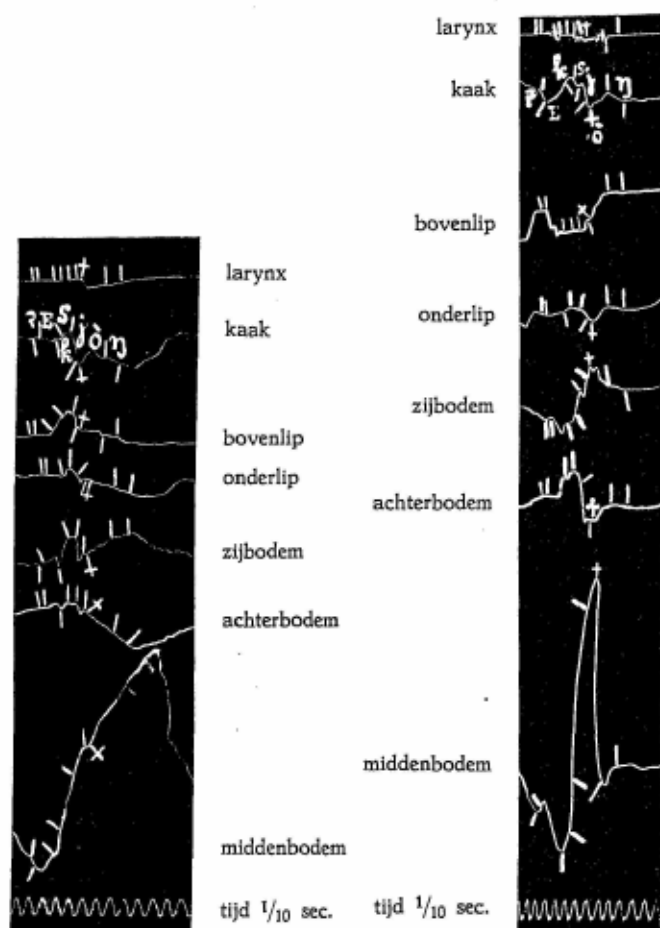 larynx
kaak
bovenlip
onderlip
zijbodem
achterbodem
middenbodem
tijd 1/10 sec.
larynx
kaak
bovenlip
onderlip
zijbodem
achterbodem
middenbodem
tijd 1/10 sec.